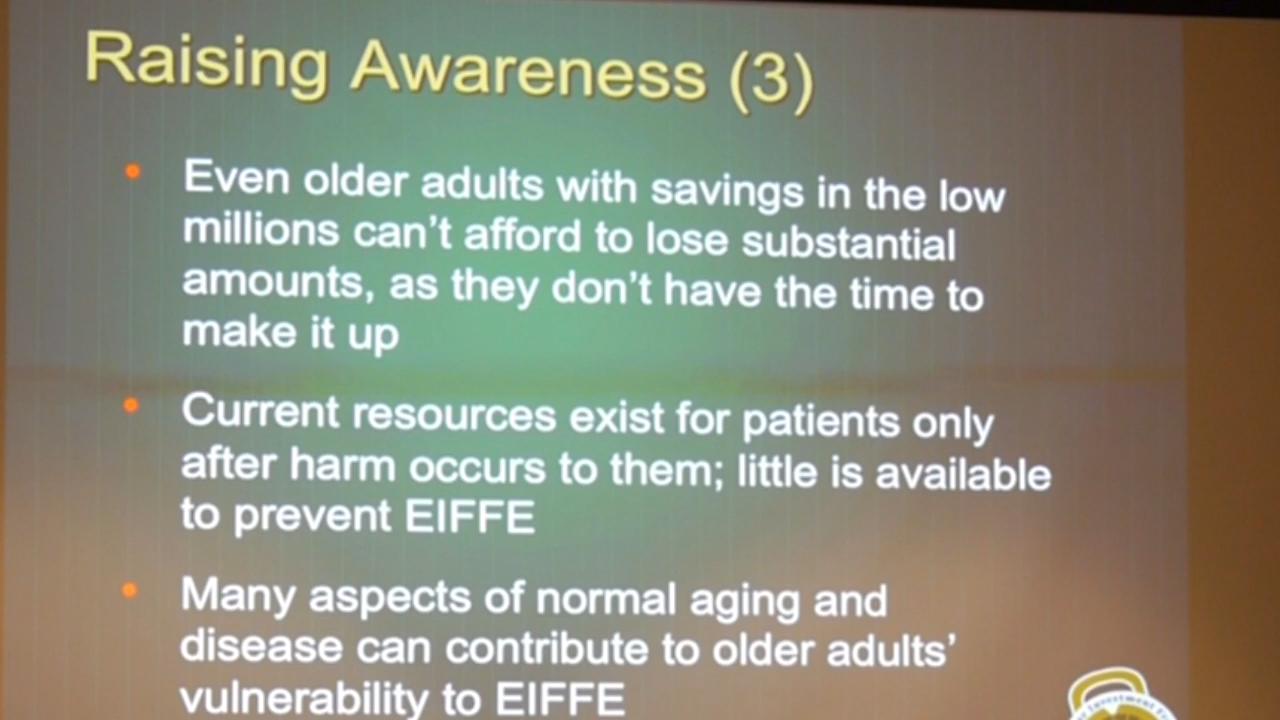 Raising Awareness (3)
• Even older adults with savings in the low
millions can't afford to lose substantial
amounts, as they don't have the time to
make it up
• Current resources exist for patients only
after harm occurs to them; little is available
to prevent EIFFE
• Many aspects of normal aging and
disease can contribute to older adults'
vulnerability to EIFFE
Investment